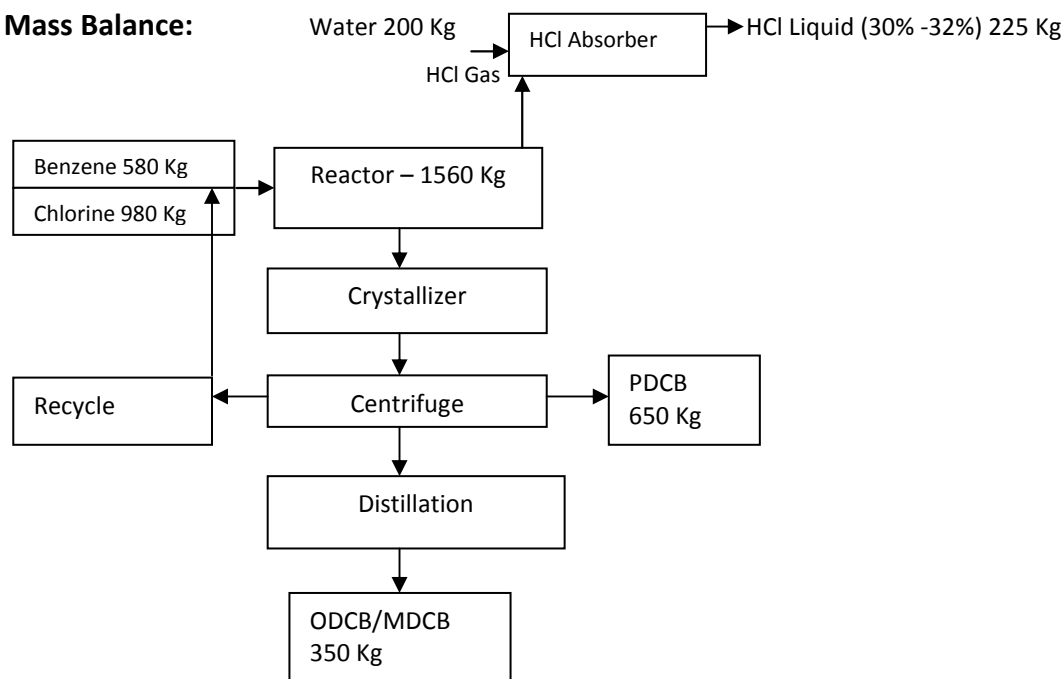 Mass Balance:
Water 200 Kg
HCl Absorber
HCl Liquid (30% -32%) 225 Kg
HCl Gas
Benzene 580 Kg
Chlorine 980 Kg
Reactor – 1560 Kg
Crystallizer
Recycle
Centrifuge
PDCB
650 Kg
Distillation
ODCB/MDCB
350 Kg